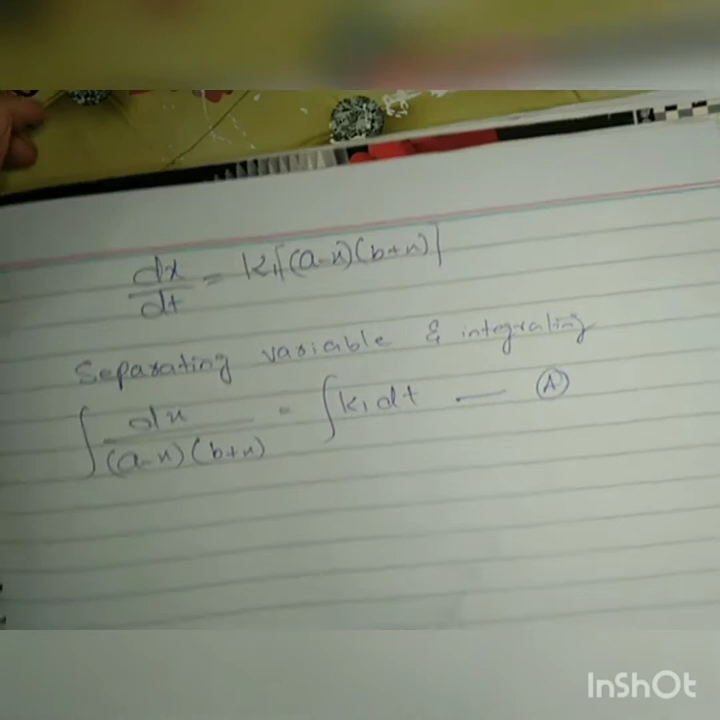 dx/dt = K₁[(a-x)(b+x)]
Separating variable & integrating
∫ dx/(a-x)(b+x) = ∫ K₁dt — Ⓐ
InShOt